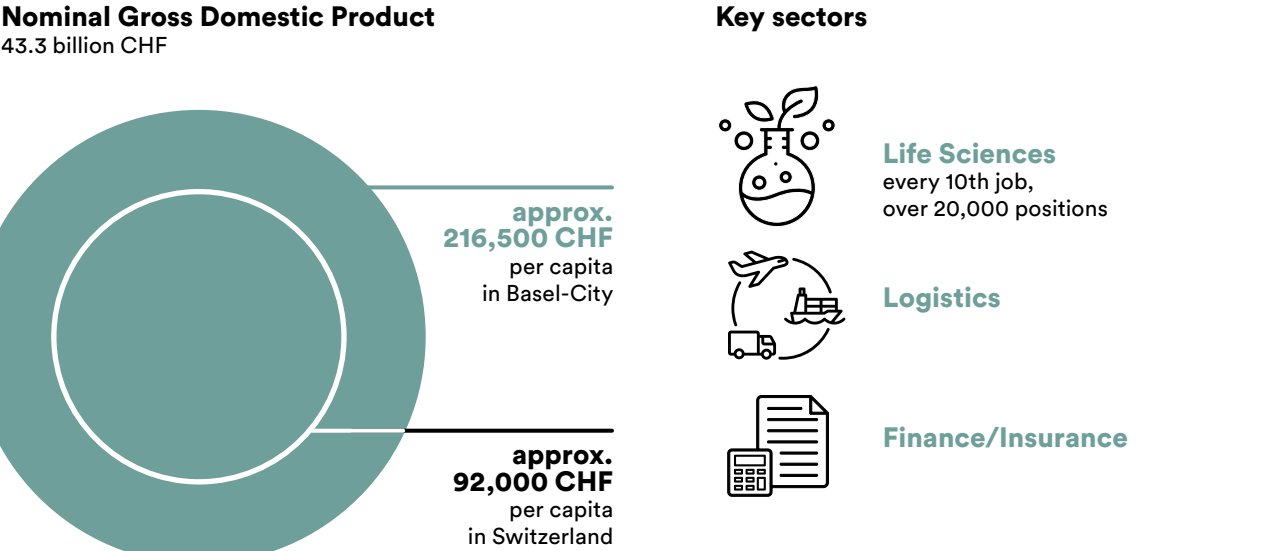 Nominal Gross Domestic Product
43.3 billion CHF
approx.
216,500 CHF
per capita
in Basel-City
approx.
92,000 CHF
per capita
in Switzerland
Key sectors
Life Sciences
every 10th job,
over 20,000 positions
Logistics
Finance/Insurance